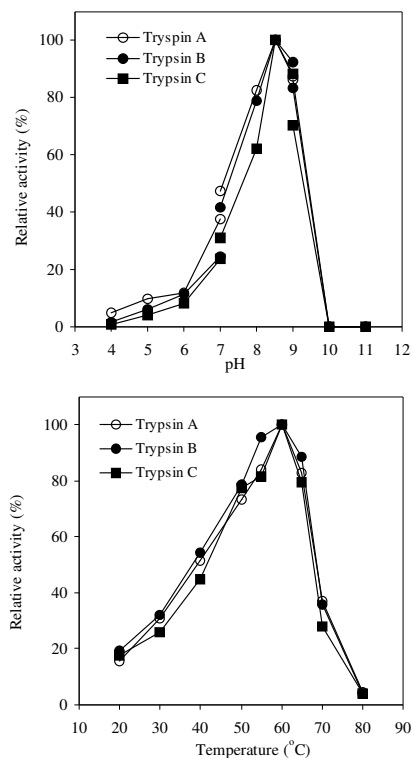 Tryspin A
Trypsin B
Trypsin C
Relative activity (%)
100
80
60
40
20
0
3 4 5 6 7 8 9 10 11 12
pH
Trypsin A
Trypsin B
Trypsin C
Relative activity (%)
100
80
60
40
20
0
10 20 30 40 50 60 70 80 90
Temperature (°C)